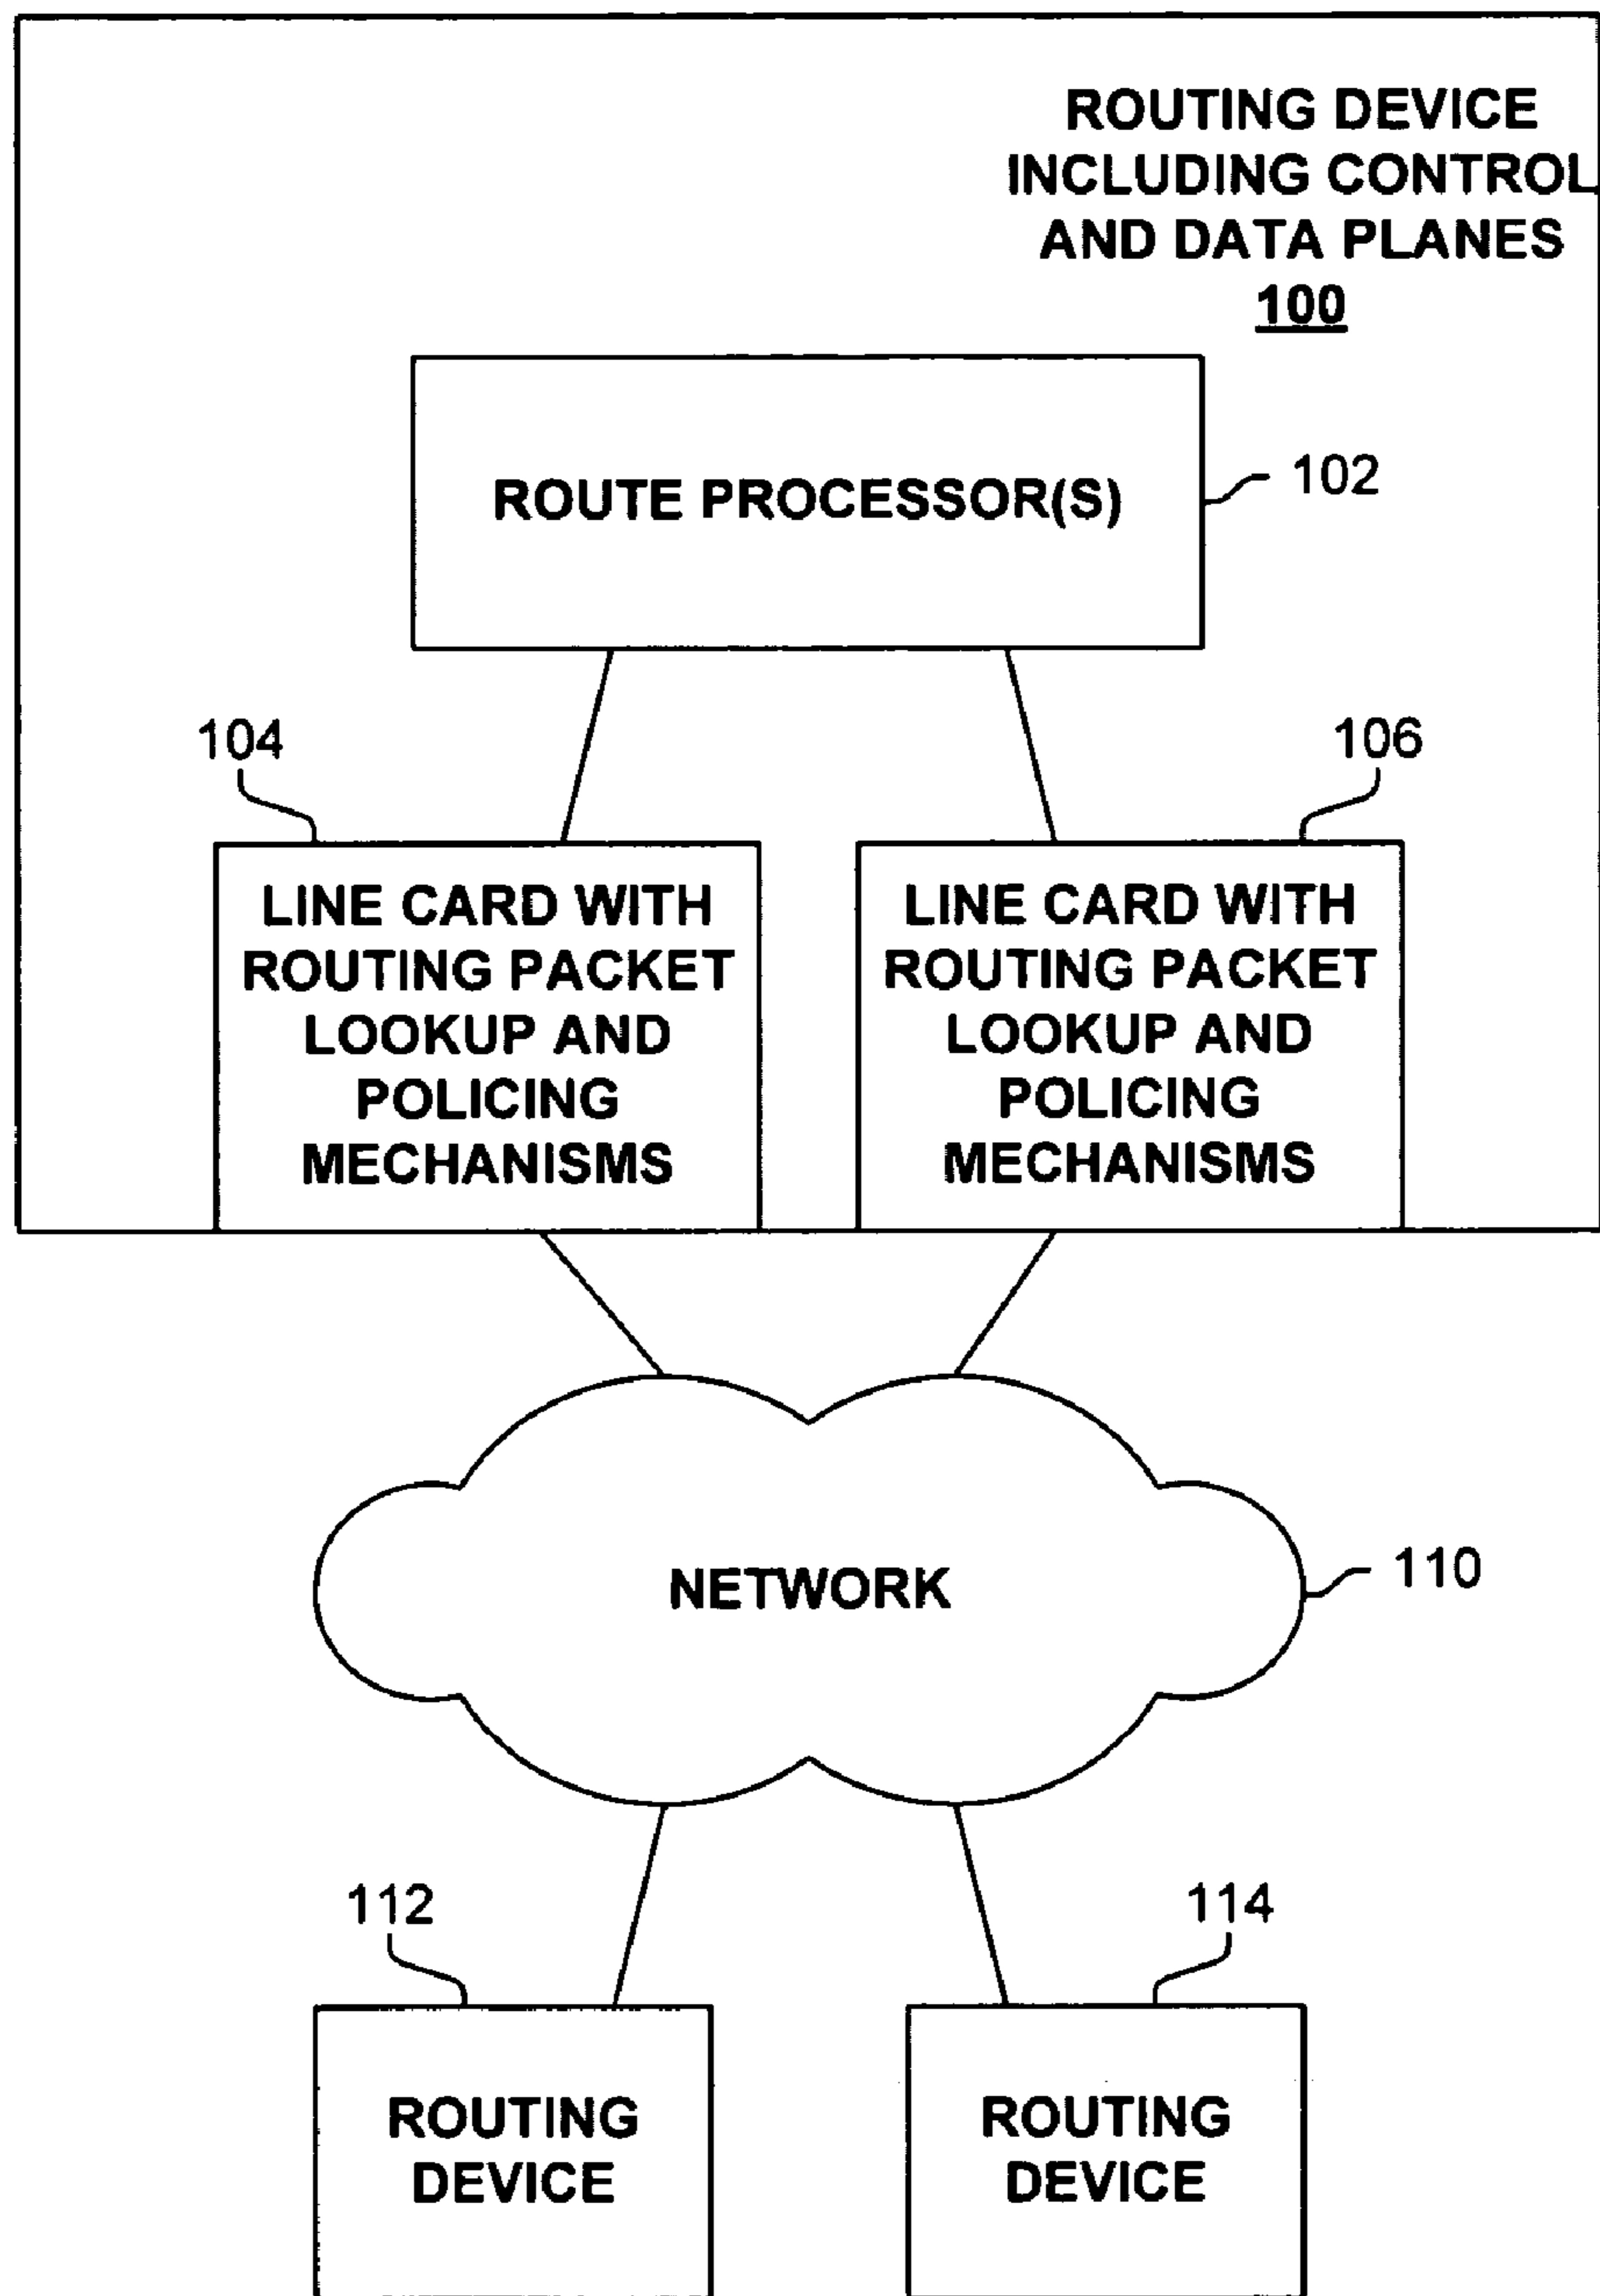 ROUTING DEVICE
INCLUDING CONTROL
AND DATA PLANES
100
ROUTE PROCESSOR(S)
102
104
106
LINE CARD WITH
ROUTING PACKET
LOOKUP AND
POLICING
MECHANISMS
LINE CARD WITH
ROUTING PACKET
LOOKUP AND
POLICING
MECHANISMS
NETWORK
110
112
114
ROUTING
DEVICE
ROUTING
DEVICE